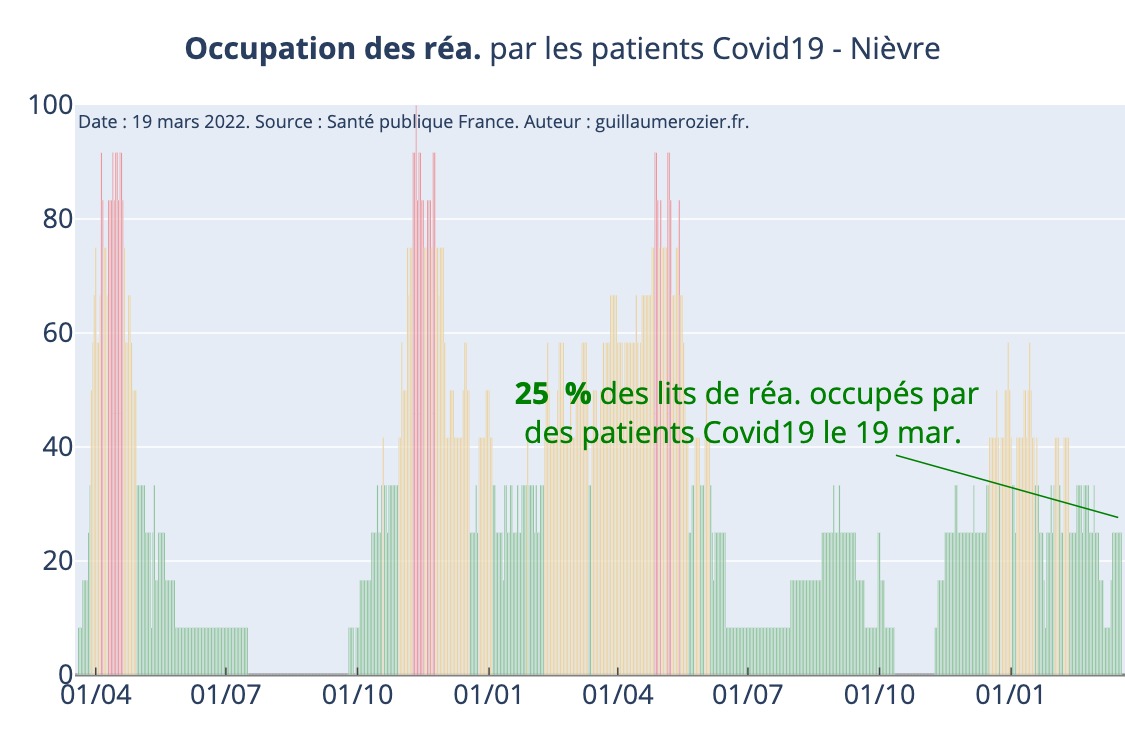 Occupation des réa. par les patients Covid19 - Nièvre
100
Date : 19 mars 2022. Source : Santé publique France. Auteur : guillaumerozier.fr.
80
60
25 % des lits de réa. occupés par
des patients Covid19 le 19 mar.
40
20
0
01/04 01/07 01/10 01/01 01/04 01/07 01/10 01/01